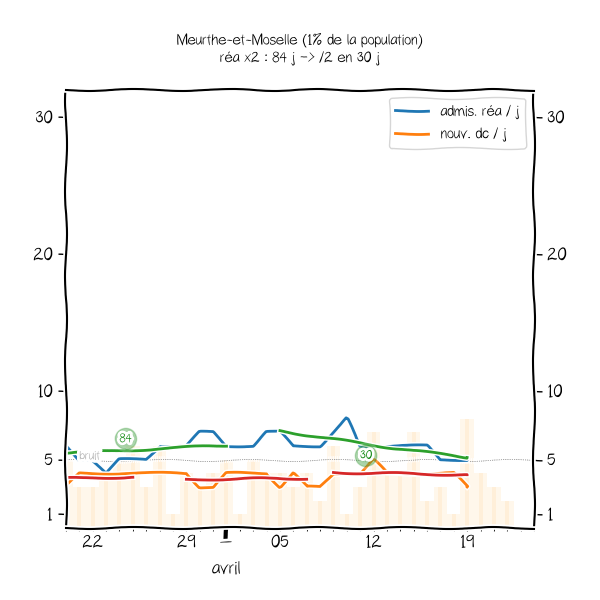 Meurthe-et-Moselle (1% de la population)
réa x2 : 84 j -> /2 en 30 j
admis. réa / j
nouv. dc / j
30
30
20
20
10
10
84
bruit
30
5
5
1
1
22
29
05
12
19
avril